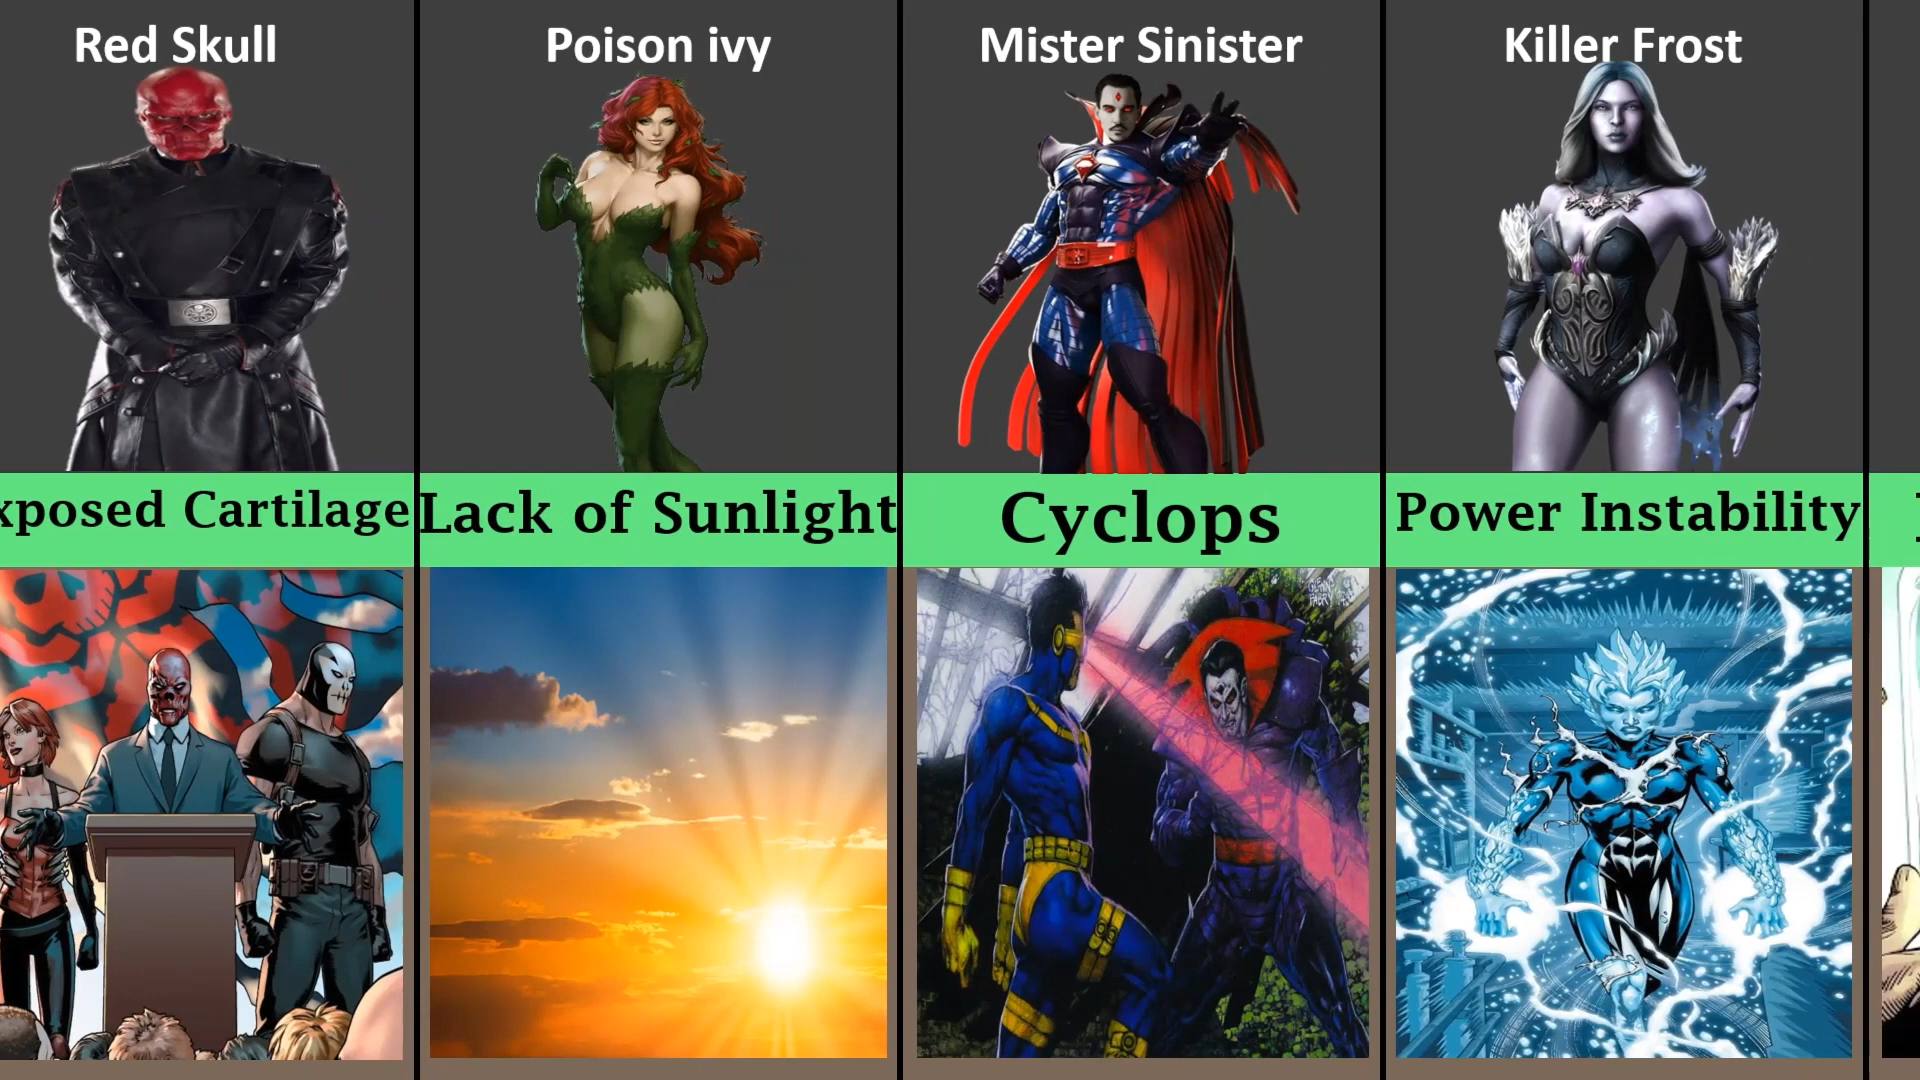 Red Skull
Poison ivy
Mister Sinister
Killer Frost
xposed Cartilage
Lack of Sunlight
Cyclops
Power Instability